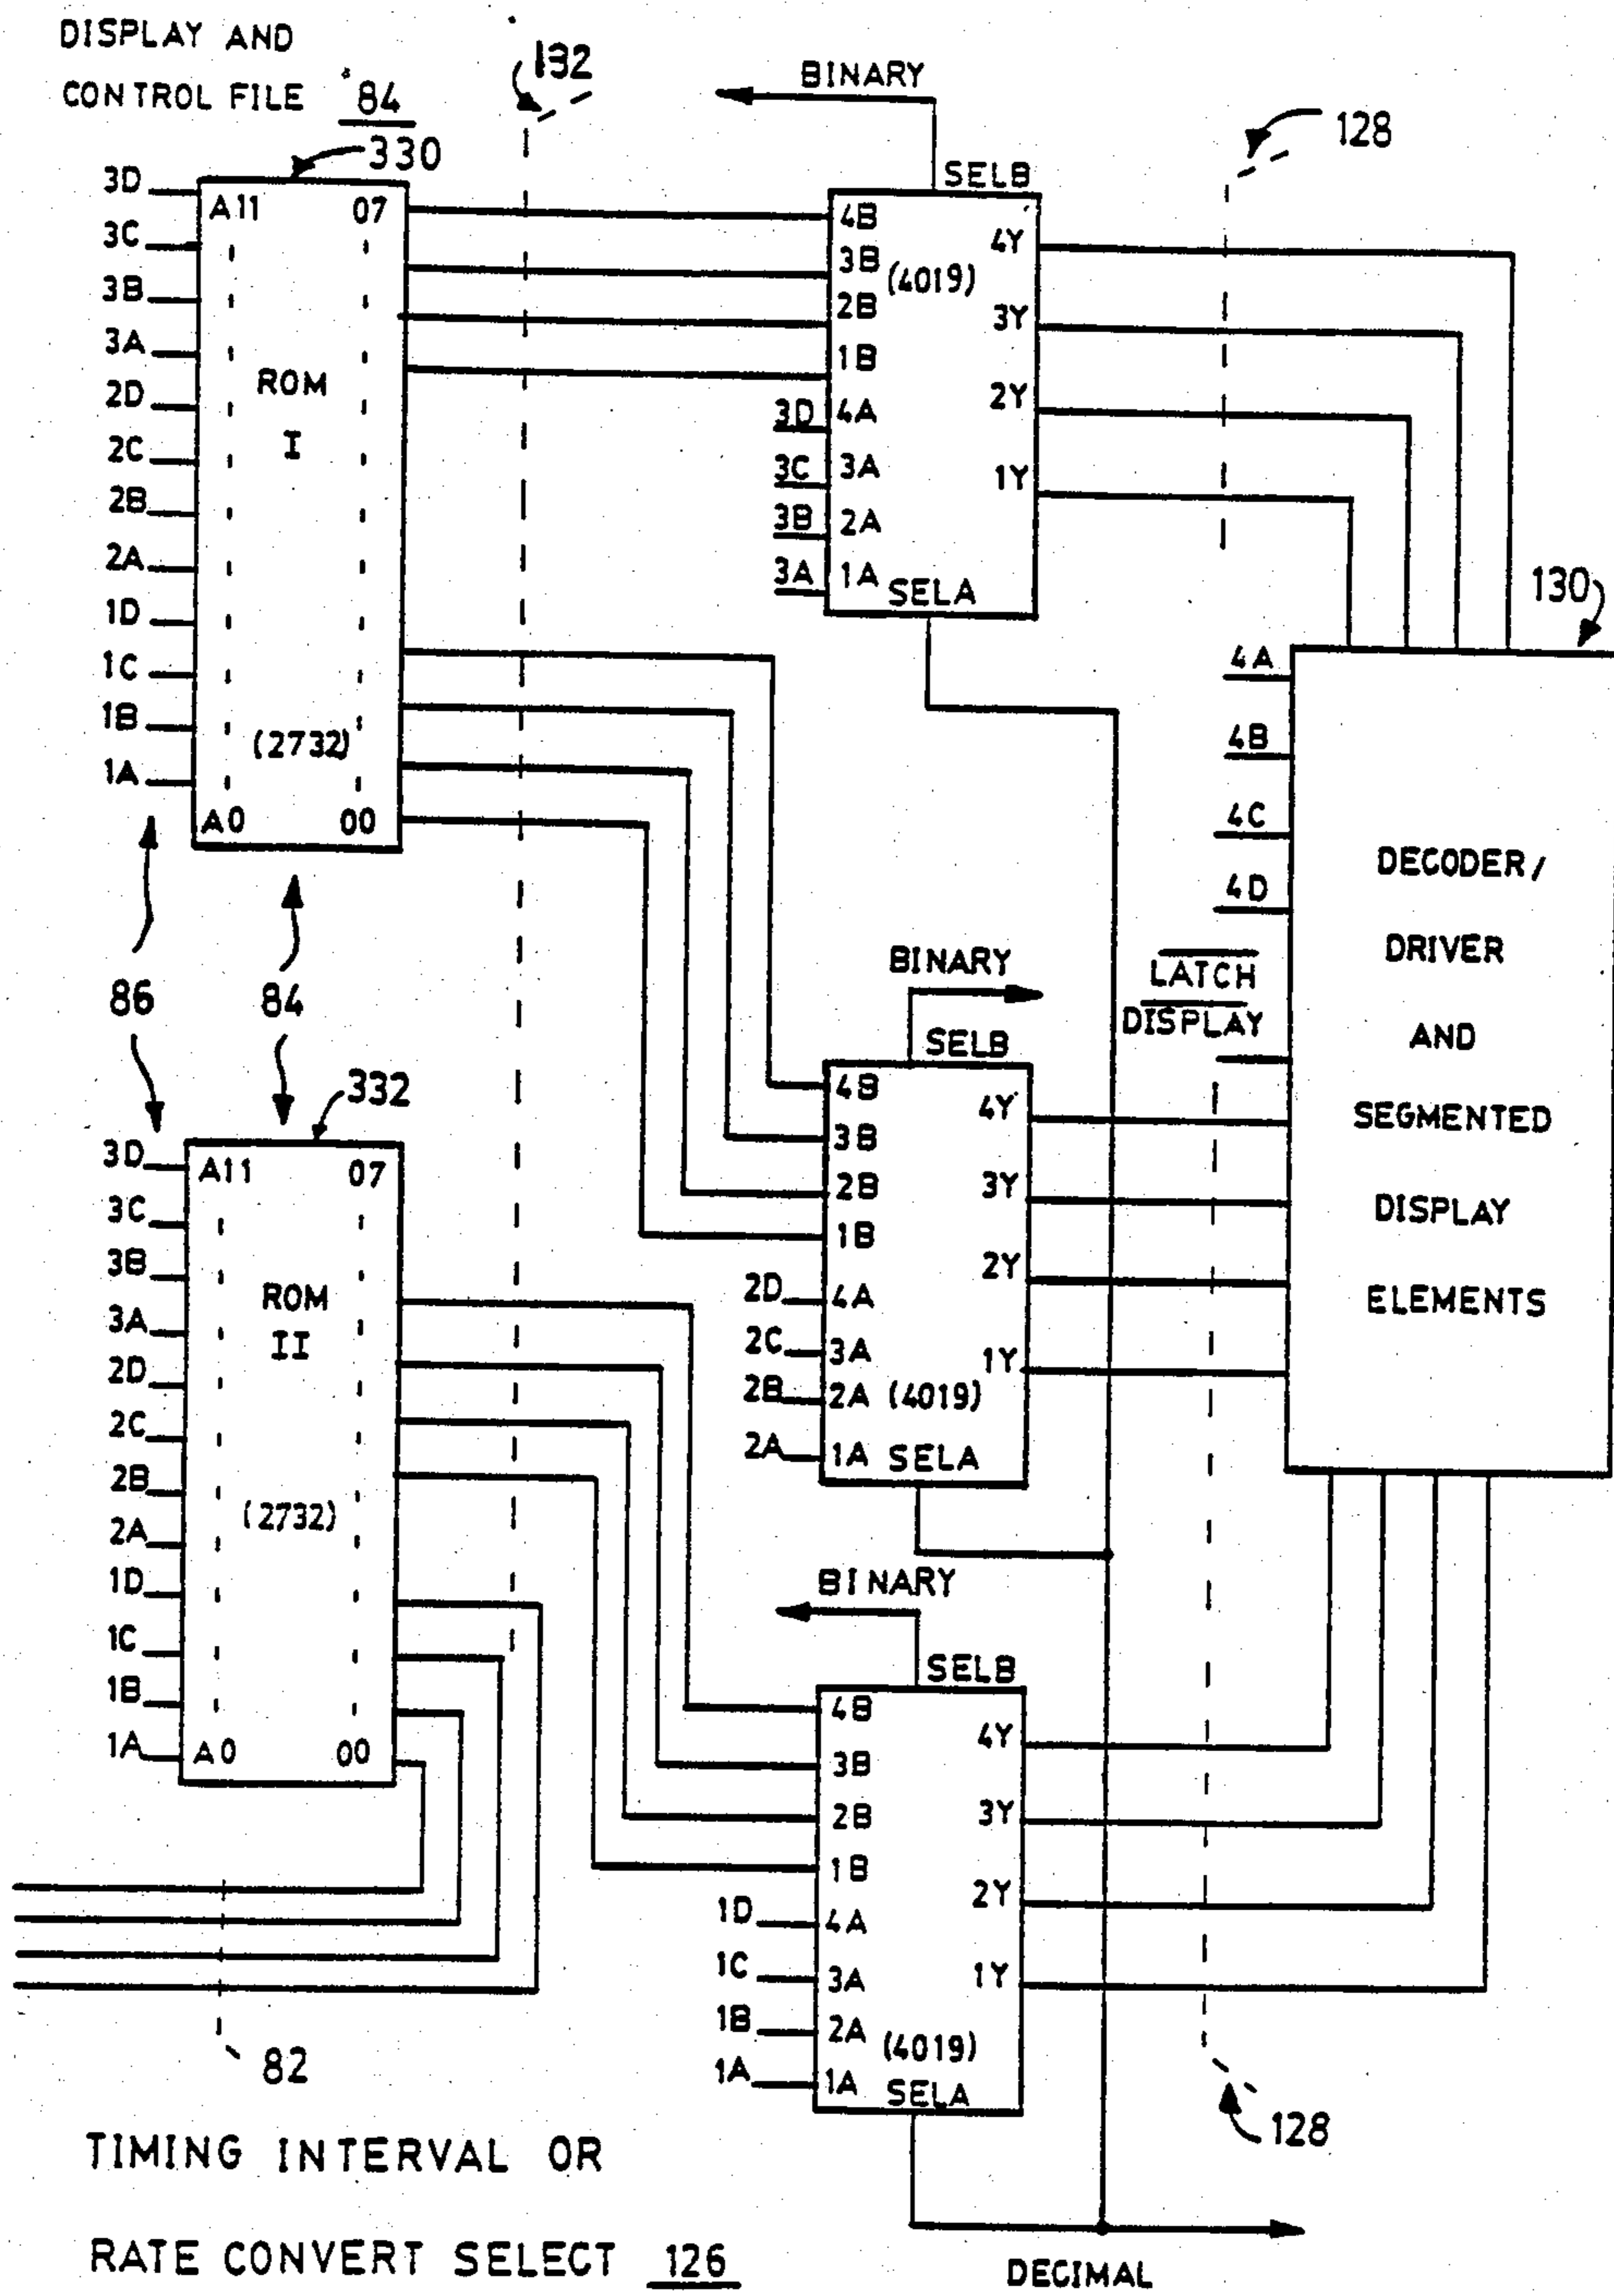 DISPLAY AND
CONTROL FILE 84
132
BINARY
128
330
SELB
3D
3C
3B
3A
2D
2C
2B
2A
1D
1C
1B
1A
A11 07
ROM
I
(2732)
A0 00
4B
3B
2B
1B
3D 4A
3C 3A
3B 2A
3A 1A
(4019)
SELA
4Y
3Y
2Y
1Y
130
4A
4B
4C
4D
LATCH
DISPLAY
DECODER/
DRIVER
AND
SEGMENTED
DISPLAY
ELEMENTS
86
84
332
BINARY
SELB
4B
3B
2B
1B
2D 4A
2C 3A
2B 2A (4019)
2A 1A SELA
4Y
3Y
2Y
1Y
3D
3C
3B
3A
2D
2C
2B
2A
1D
1C
1B
1A
A11 07
ROM
II
(2732)
A0 00
BINARY
SELB
4B
3B
2B
1B
1D 4A
1C 3A
1B 2A (4019)
1A 1A SELA
4Y
3Y
2Y
1Y
82
128
TIMING INTERVAL OR
RATE CONVERT SELECT 126
DECIMAL